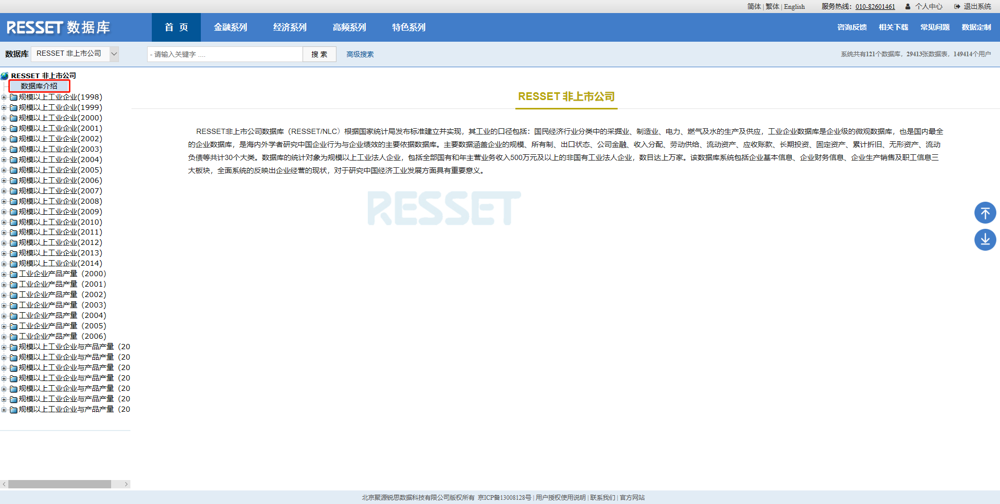 简体 | 繁体 | English 服务热线：010-82601461 个人中心 退出系统
RESSET 数据库 首 页 金融系列 经济系列 高频系列 特色系列 咨询反馈 相关下载 常见问题 数据定制
数据库 RESSET 非上市公司 - 请输入关键字 .... 搜 索 高级搜索 系统共有121个数据库，29413张数据表，149414个用户
RESSET 非上市公司
数据库介绍
规模以上工业企业(1998)
规模以上工业企业(1999)
规模以上工业企业(2000)
规模以上工业企业(2001)
规模以上工业企业(2002)
规模以上工业企业(2003)
规模以上工业企业(2004)
规模以上工业企业(2005)
规模以上工业企业(2006)
规模以上工业企业(2007)
规模以上工业企业(2008)
规模以上工业企业(2009)
规模以上工业企业(2010)
规模以上工业企业(2011)
规模以上工业企业(2012)
规模以上工业企业(2013)
规模以上工业企业(2014)
工业企业产品产量（2000）
工业企业产品产量（2001）
工业企业产品产量（2002）
工业企业产品产量（2003）
工业企业产品产量（2004）
工业企业产品产量（2005）
工业企业产品产量（2006）
规模以上工业企业与产品产量（20
规模以上工业企业与产品产量（20
规模以上工业企业与产品产量（20
规模以上工业企业与产品产量（20
规模以上工业企业与产品产量（20
规模以上工业企业与产品产量（20
规模以上工业企业与产品产量（20
RESSET 非上市公司
RESSET非上市公司数据库（RESSET/NLC）根据国家统计局发布标准建立并实现，其工业的口径包括：国民经济行业分类中的采掘业、制造业、电力、燃气及水的生产及供应，工业企业数据库是企业级的微观数据库，也是国内最全
的企业数据库，是海内外学者研究中国企业行为与企业绩效的主要依据数据库。主要数据涵盖企业的规模、所有制、出口状态、公司金融、收入分配、劳动供给、流动资产、应收账款、长期投资、固定资产、累计折旧、无形资产、流动
负债等共计30个大类。数据库的统计对象为规模以上工业法人企业，包括全部国有和年主营业务收入500万元及以上的非国有工业法人企业，数目达上万家。该数据库系统包括企业基本信息、企业财务信息、企业生产销售及职工信息三
大板块，全面系统的反映出企业经营的现状，对于研究中国经济工业发展方面具有重要意义。
RESSET
北京聚源锐思数据科技有限公司版权所有 京ICP备13008128号 | 用户授权使用说明 | 联系我们 | 官方网站